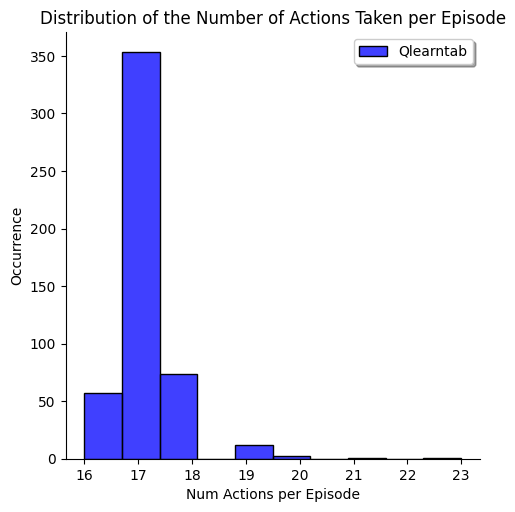 Distribution of the Number of Actions Taken per Episode
Qlearntab
350
300
250
200
150
100
50
0
Occurrence
16 17 18 19 20 21 22 23
Num Actions per Episode